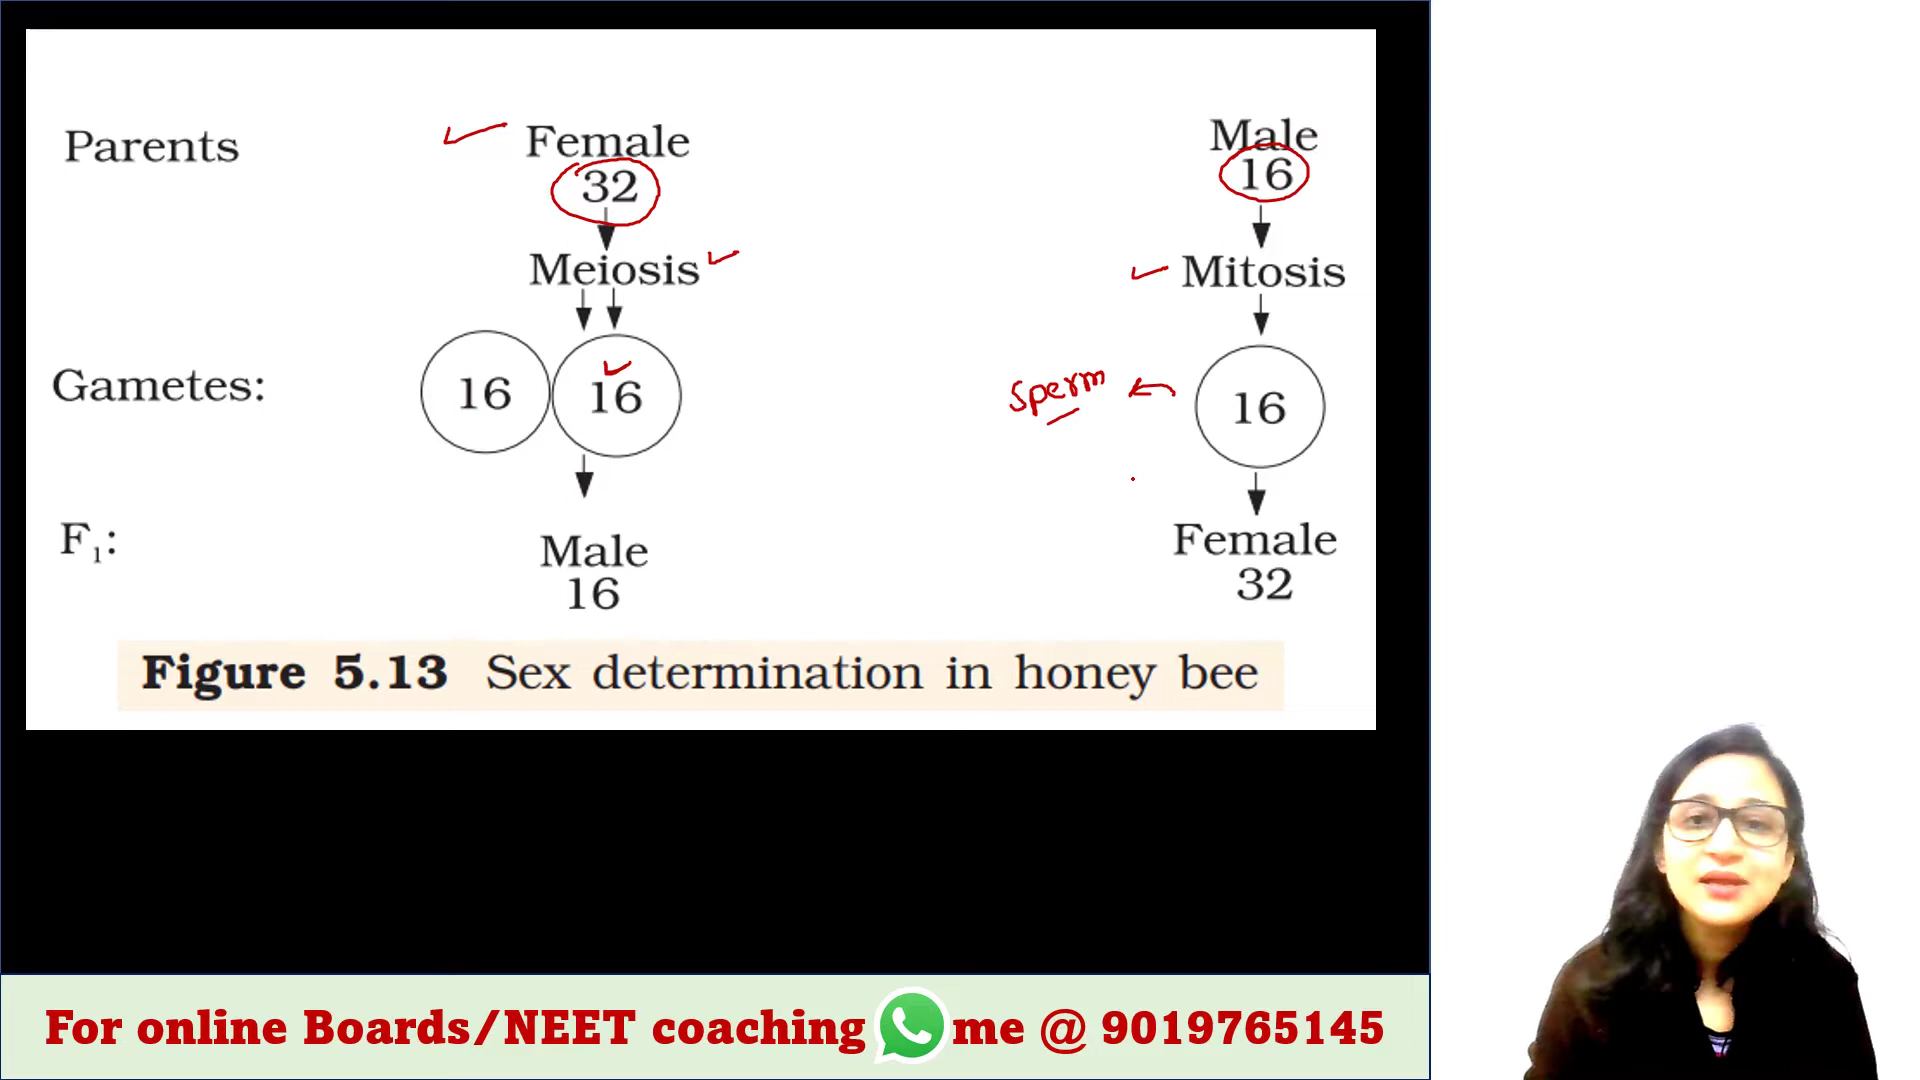 Parents Female Male
32 16
Meiosis Mitosis
Gametes: 16 16 Sperm 16
F1: Male Female
16 32
Figure 5.13 Sex determination in honey bee
For online Boards/NEET coaching me @ 9019765145